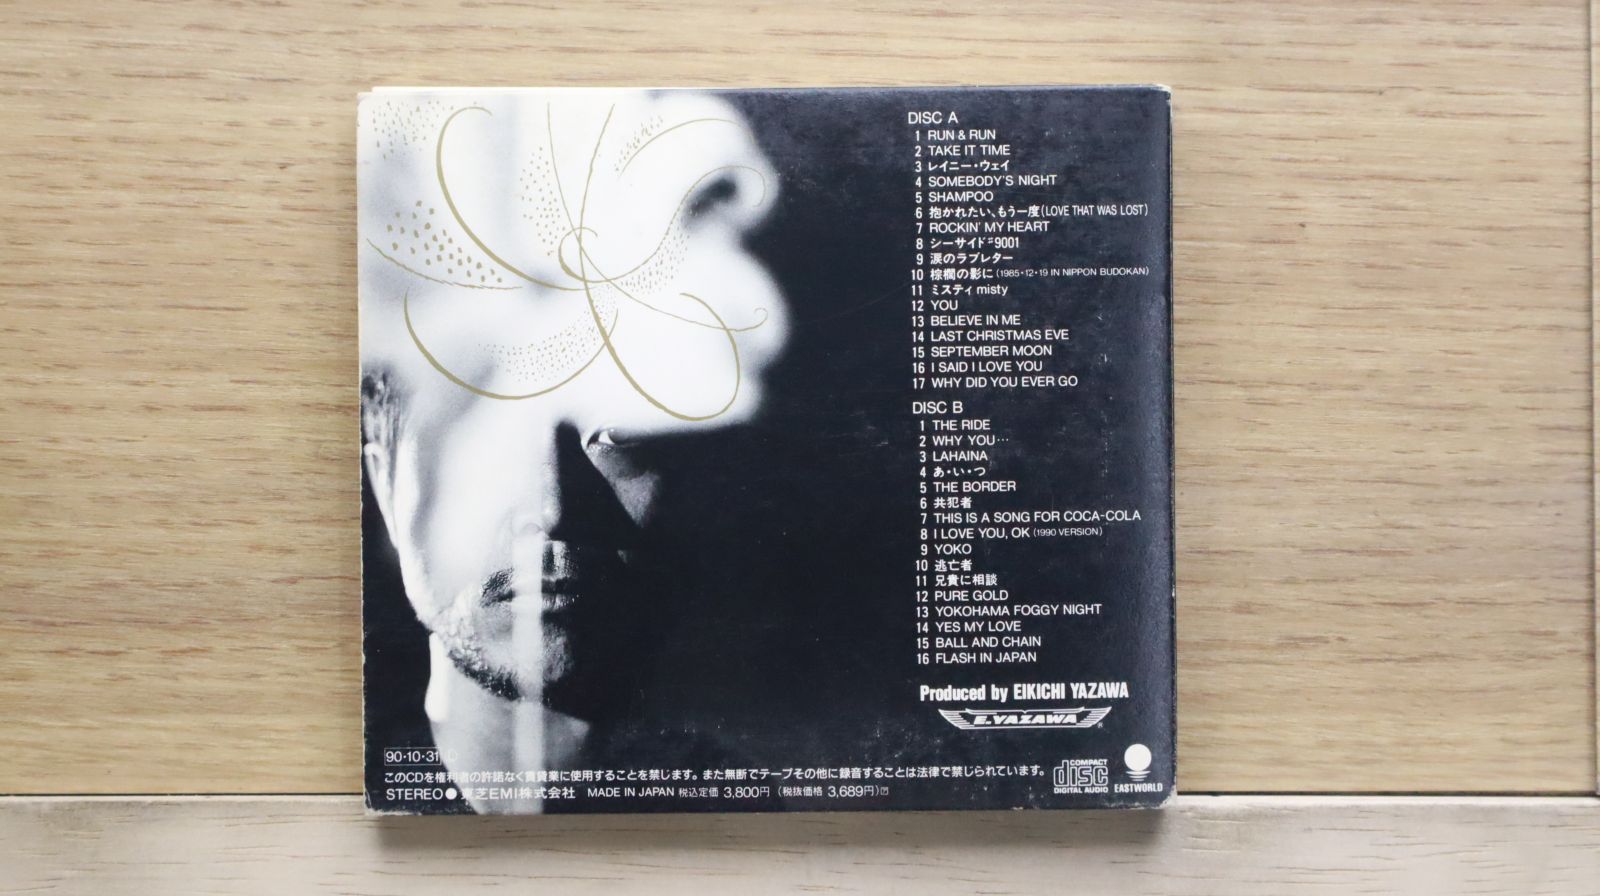 DISC A
1 RUN & RUN
2 TAKE IT TIME
3 レイニー・ウェイ
4 SOMEBODY'S NIGHT
5 SHAMPOO
6 抱かれたい、もう一度(LOVE THAT WAS LOST)
7 ROCKIN' MY HEART
8 シーサイド#9001
9 涙のラブレター
10 棕櫚の影に(1985・12・19 IN NIPPON BUDOKAN)
11 ミスティ misty
12 YOU
13 BELIEVE IN ME
14 LAST CHRISTMAS EVE
15 SEPTEMBER MOON
16 I SAID I LOVE YOU
17 WHY DID YOU EVER GO
DISC B
1 THE RIDE
2 WHY YOU…
3 LAHAINA
4 あ・い・つ
5 THE BORDER
6 共犯者
7 THIS IS A SONG FOR COCA-COLA
8 I LOVE YOU, OK (1990 VERSION)
9 YOKO
10 逃亡者
11 兄貴に相談
12 PURE GOLD
13 YOKOHAMA FOGGY NIGHT
14 YES MY LOVE
15 BALL AND CHAIN
16 FLASH IN JAPAN
Produced by EIKICHI YAZAWA
E.YAZAWA ®
90・10・31
このCDを権利者の許諾なく賃貸業に使用することを禁じます。また無断でテープその他に録音することは法律で禁じられています。
STEREO ● 東芝EMI株式会社 MADE IN JAPAN 税込定価 3,800円 (税抜価格 3,689円)
COMPACT
disc
DIGITAL AUDIO
EASTWORLD